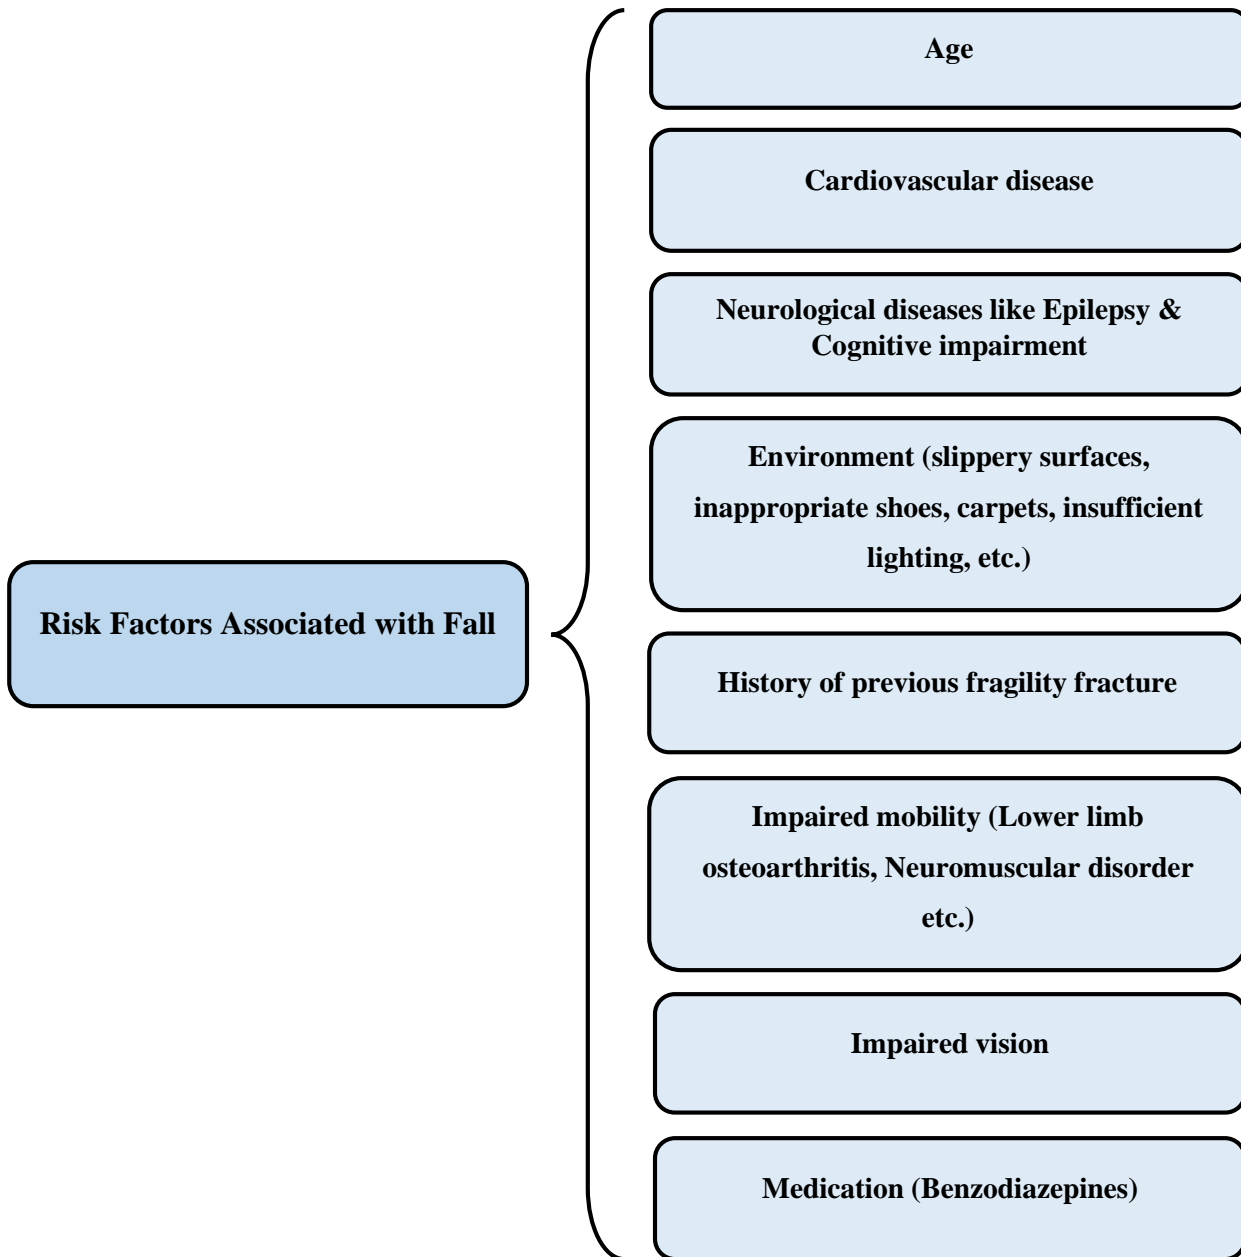 Age
Cardiovascular disease
Neurological diseases like Epilepsy &
Cognitive impairment
Environment (slippery surfaces,
inappropriate shoes, carpets, insufficient
lighting, etc.)
Risk Factors Associated with Fall
History of previous fragility fracture
Impaired mobility (Lower limb
osteoarthritis, Neuromuscular disorder
etc.)
Impaired vision
Medication (Benzodiazepines)